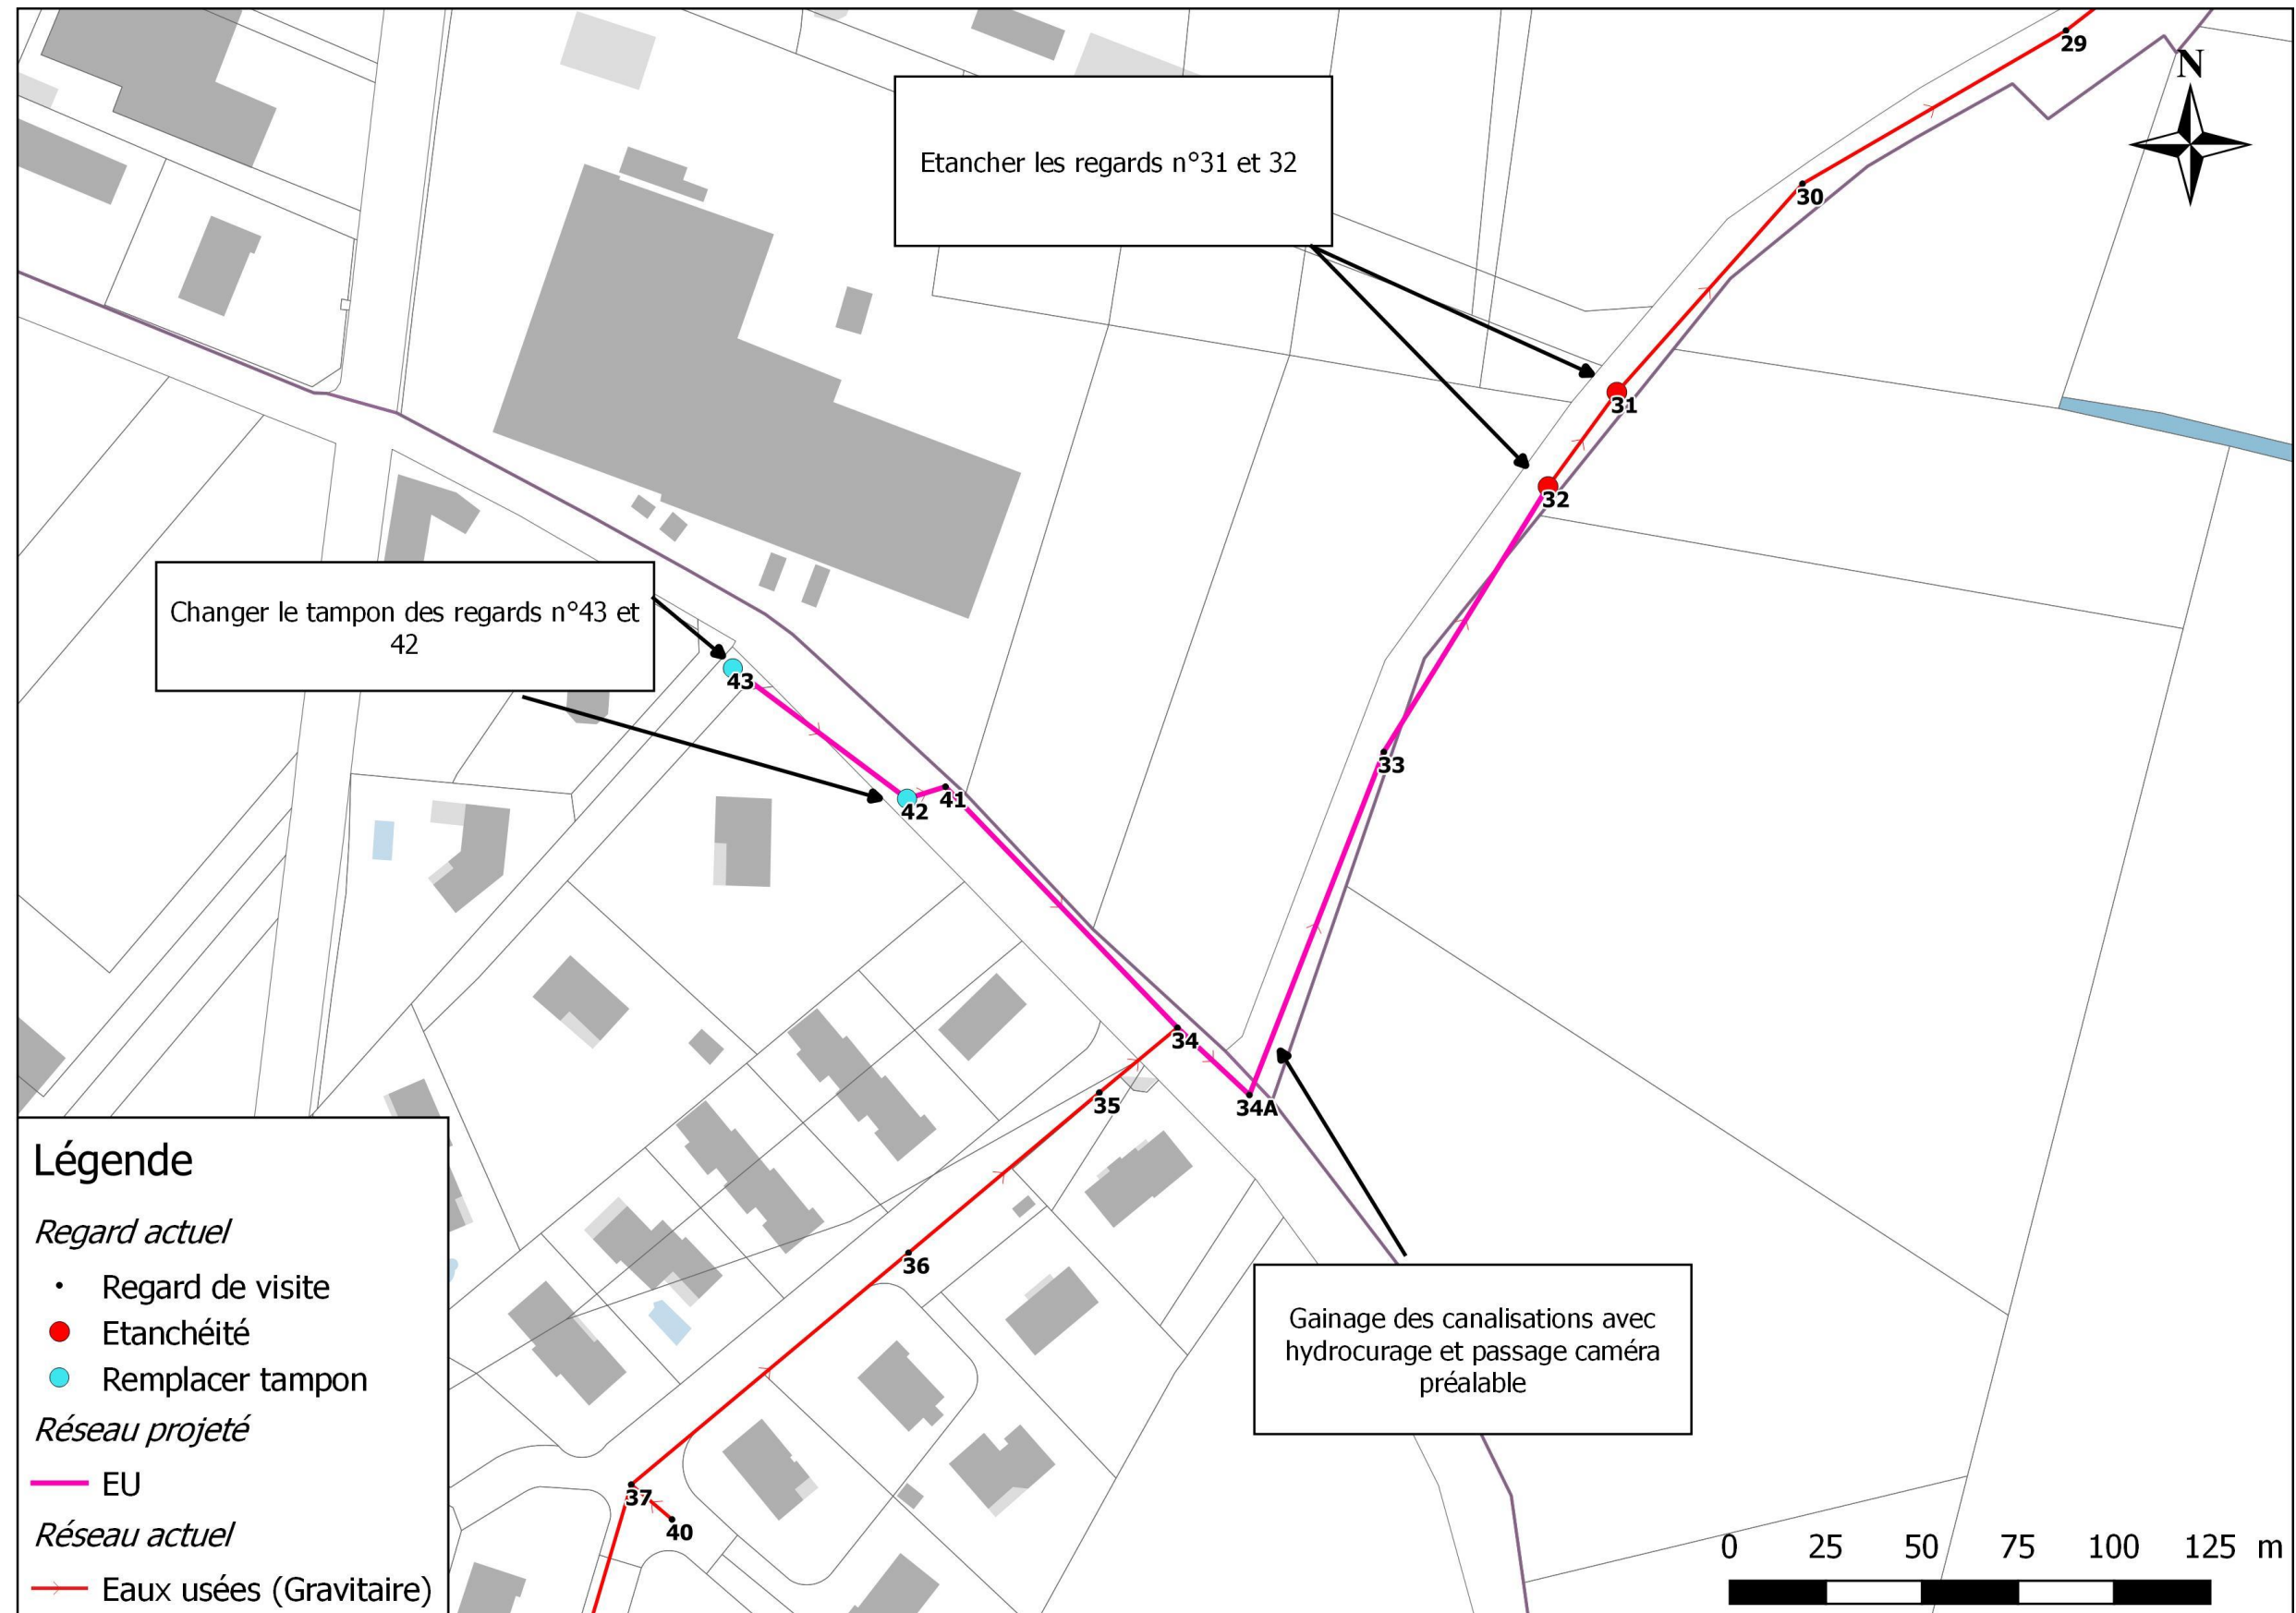 29
N
Etancher les regards n°31 et 32
30
31
32
Changer le tampon des regards n°43 et
42
43
33
42
41
34
35
34A
36
Gainage des canalisations avec
hydrocurage et passage caméra
préalable
37
40
Légende
Regard actuel
Regard de visite
Etanchéité
Remplacer tampon
Réseau projeté
EU
Réseau actuel
Eaux usées (Gravitaire)
0 25 50 75 100 125 m